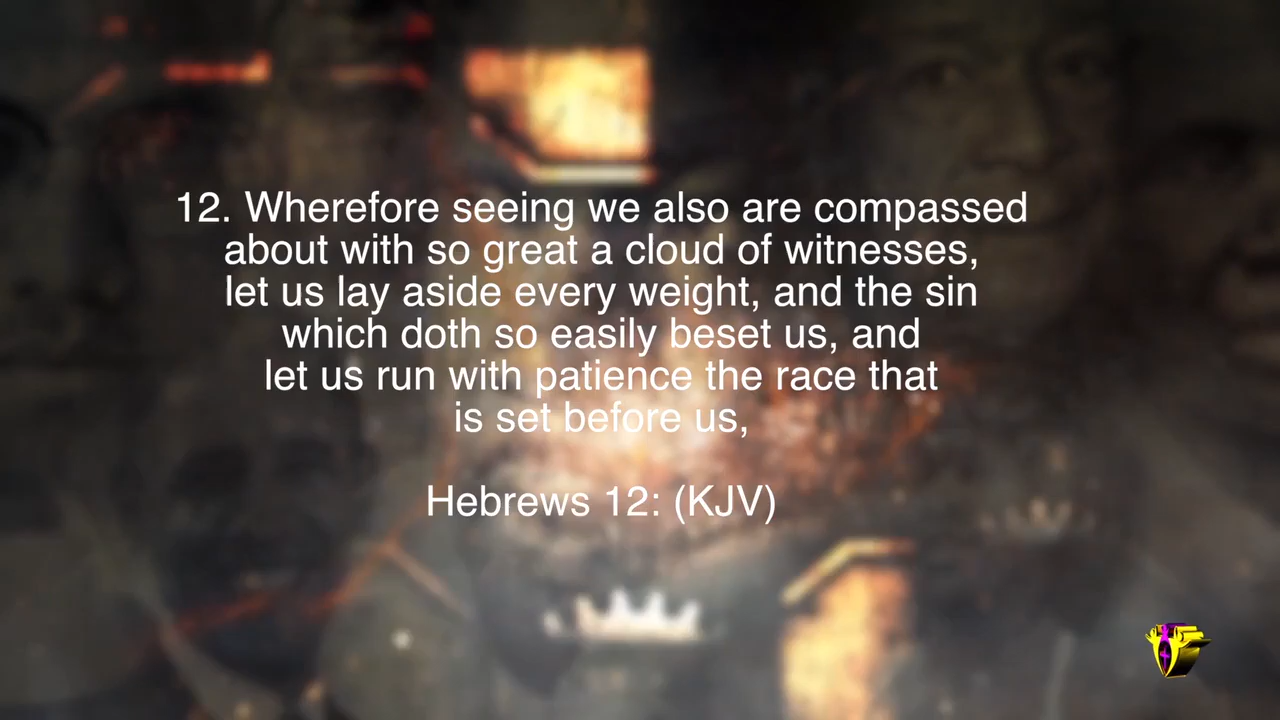 12. Wherefore seeing we also are compassed
about with so great a cloud of witnesses,
let us lay aside every weight, and the sin
which doth so easily beset us, and
let us run with patience the race that
is set before us,
Hebrews 12: (KJV)